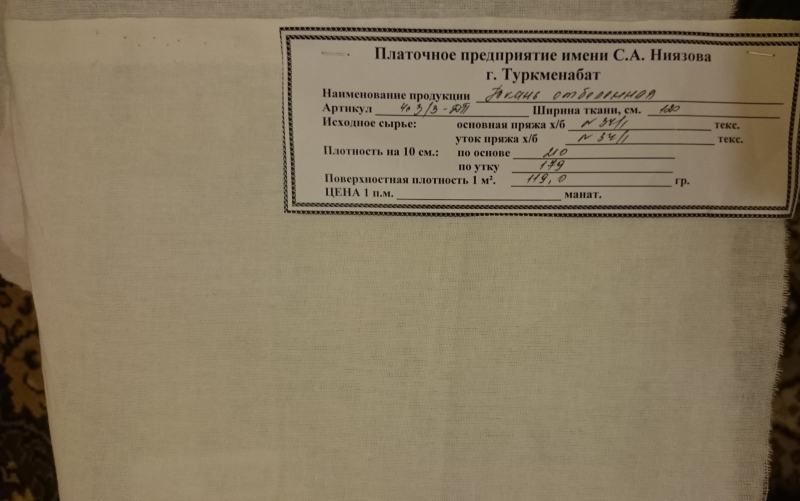 Платочное предприятие имени С.А. Ниязова
г. Туркменабат
Наименование продукции Ткань отбеленная
Артикул Ширина ткани, см. 120
Исходное сырье: основная пряжа х/б № 34/1 текс.
уток пряжа х/б № 34/1 текс.
Плотность на 10 см.: по основе 210
по утку 179
Поверхностная плотность 1 м². 119,0 гр.
ЦЕНА 1 п.м. манат.